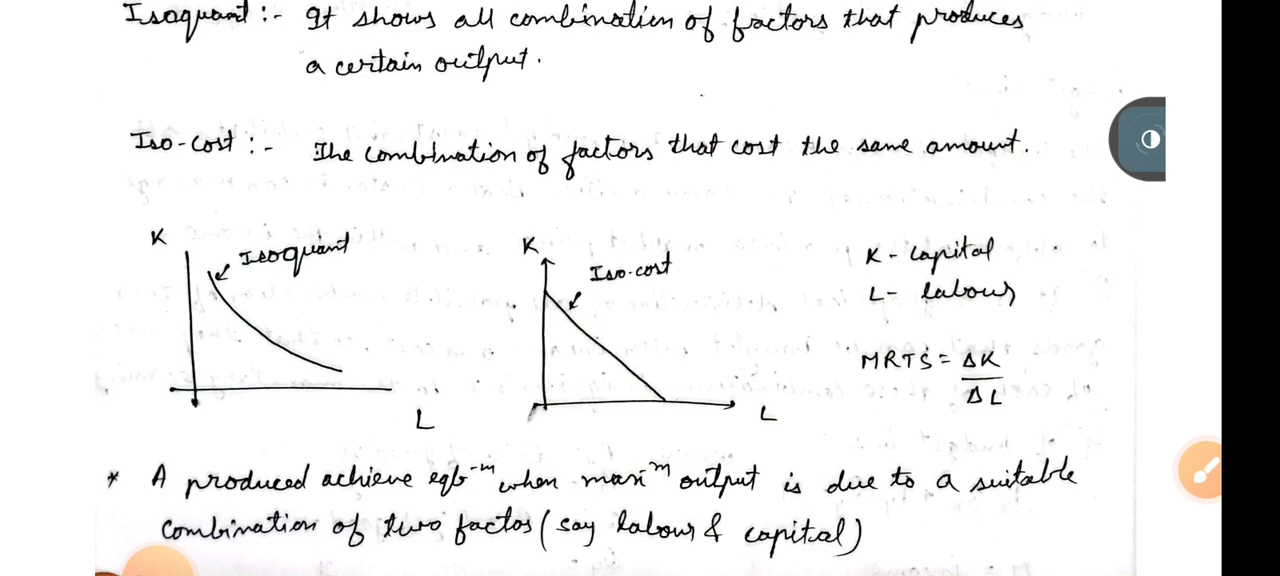 Isoquant :- It shows all combination of factors that produces
a certain output.
Iso-cost :- The combination of factors that cost the same amount.
K
Isoquant
L
K
Iso-cost
L
K - capital
L - labour
MRTS = ΔK
ΔL
* A produced achieve eqb-m when maxim output is due to a suitable
combination of two factos (say labour & capital)